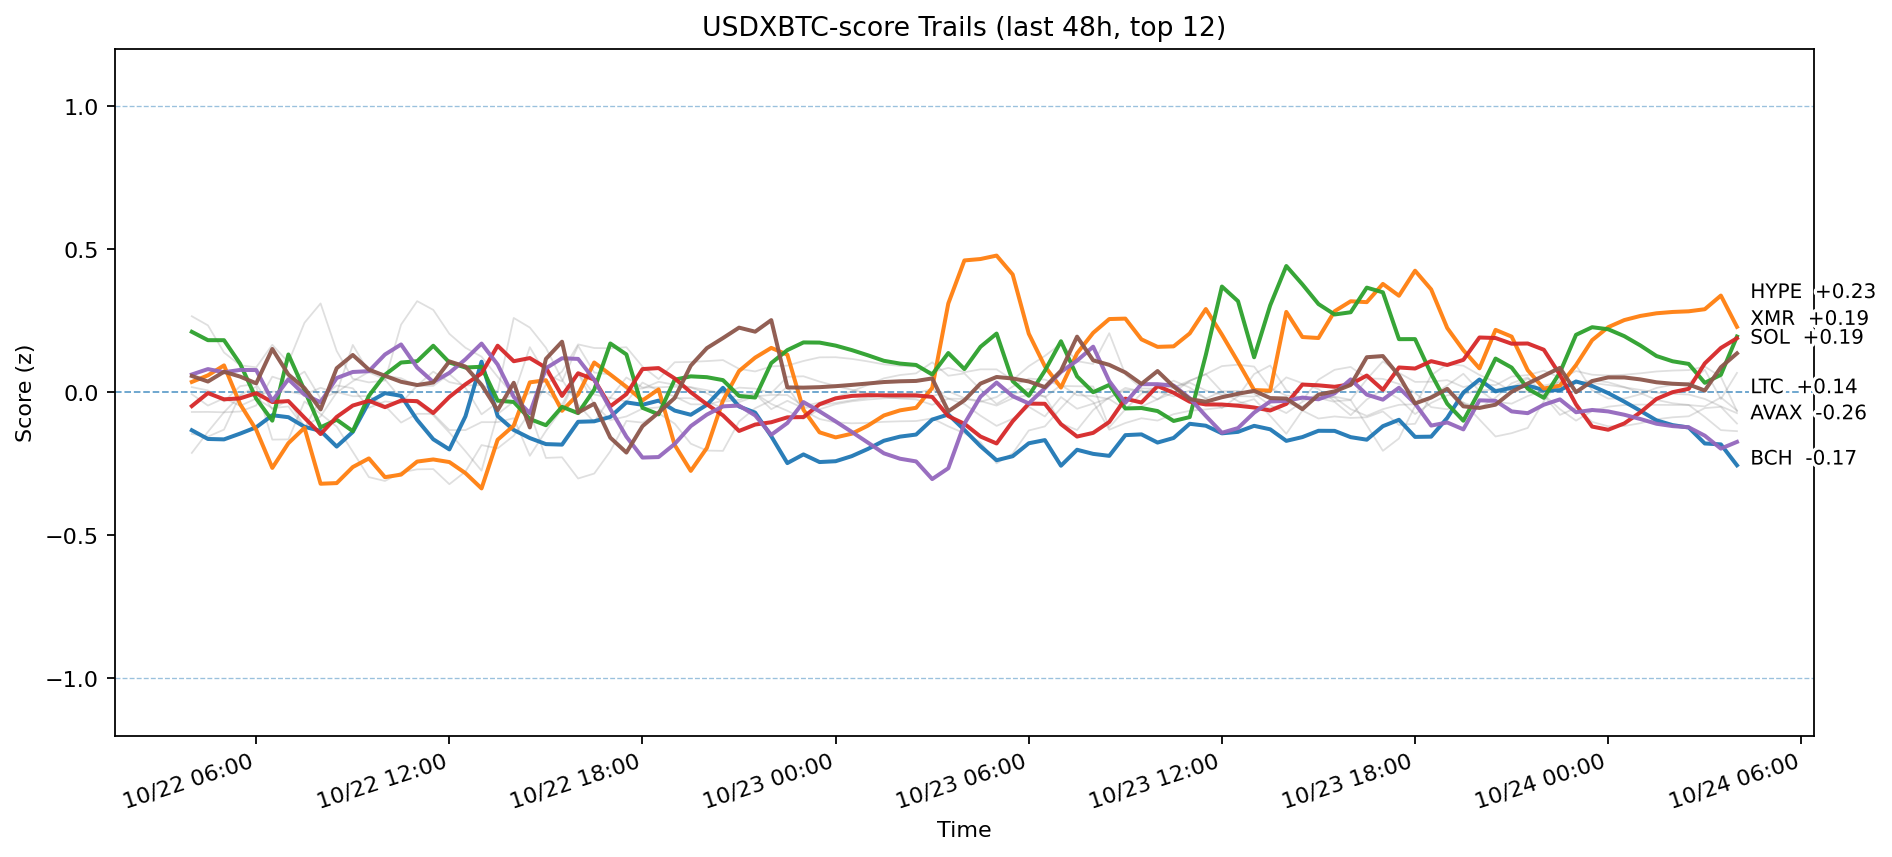 USDXBTC-score Trails (last 48h, top 12)
Score (z)
1.0
0.5
0.0
−0.5
−1.0
HYPE +0.23
XMR +0.19
SOL +0.19
LTC +0.14
AVAX -0.26
BCH -0.17
10/22 06:00
10/22 12:00
10/22 18:00
10/23 00:00
10/23 06:00
10/23 12:00
10/23 18:00
10/24 00:00
10/24 06:00
Time